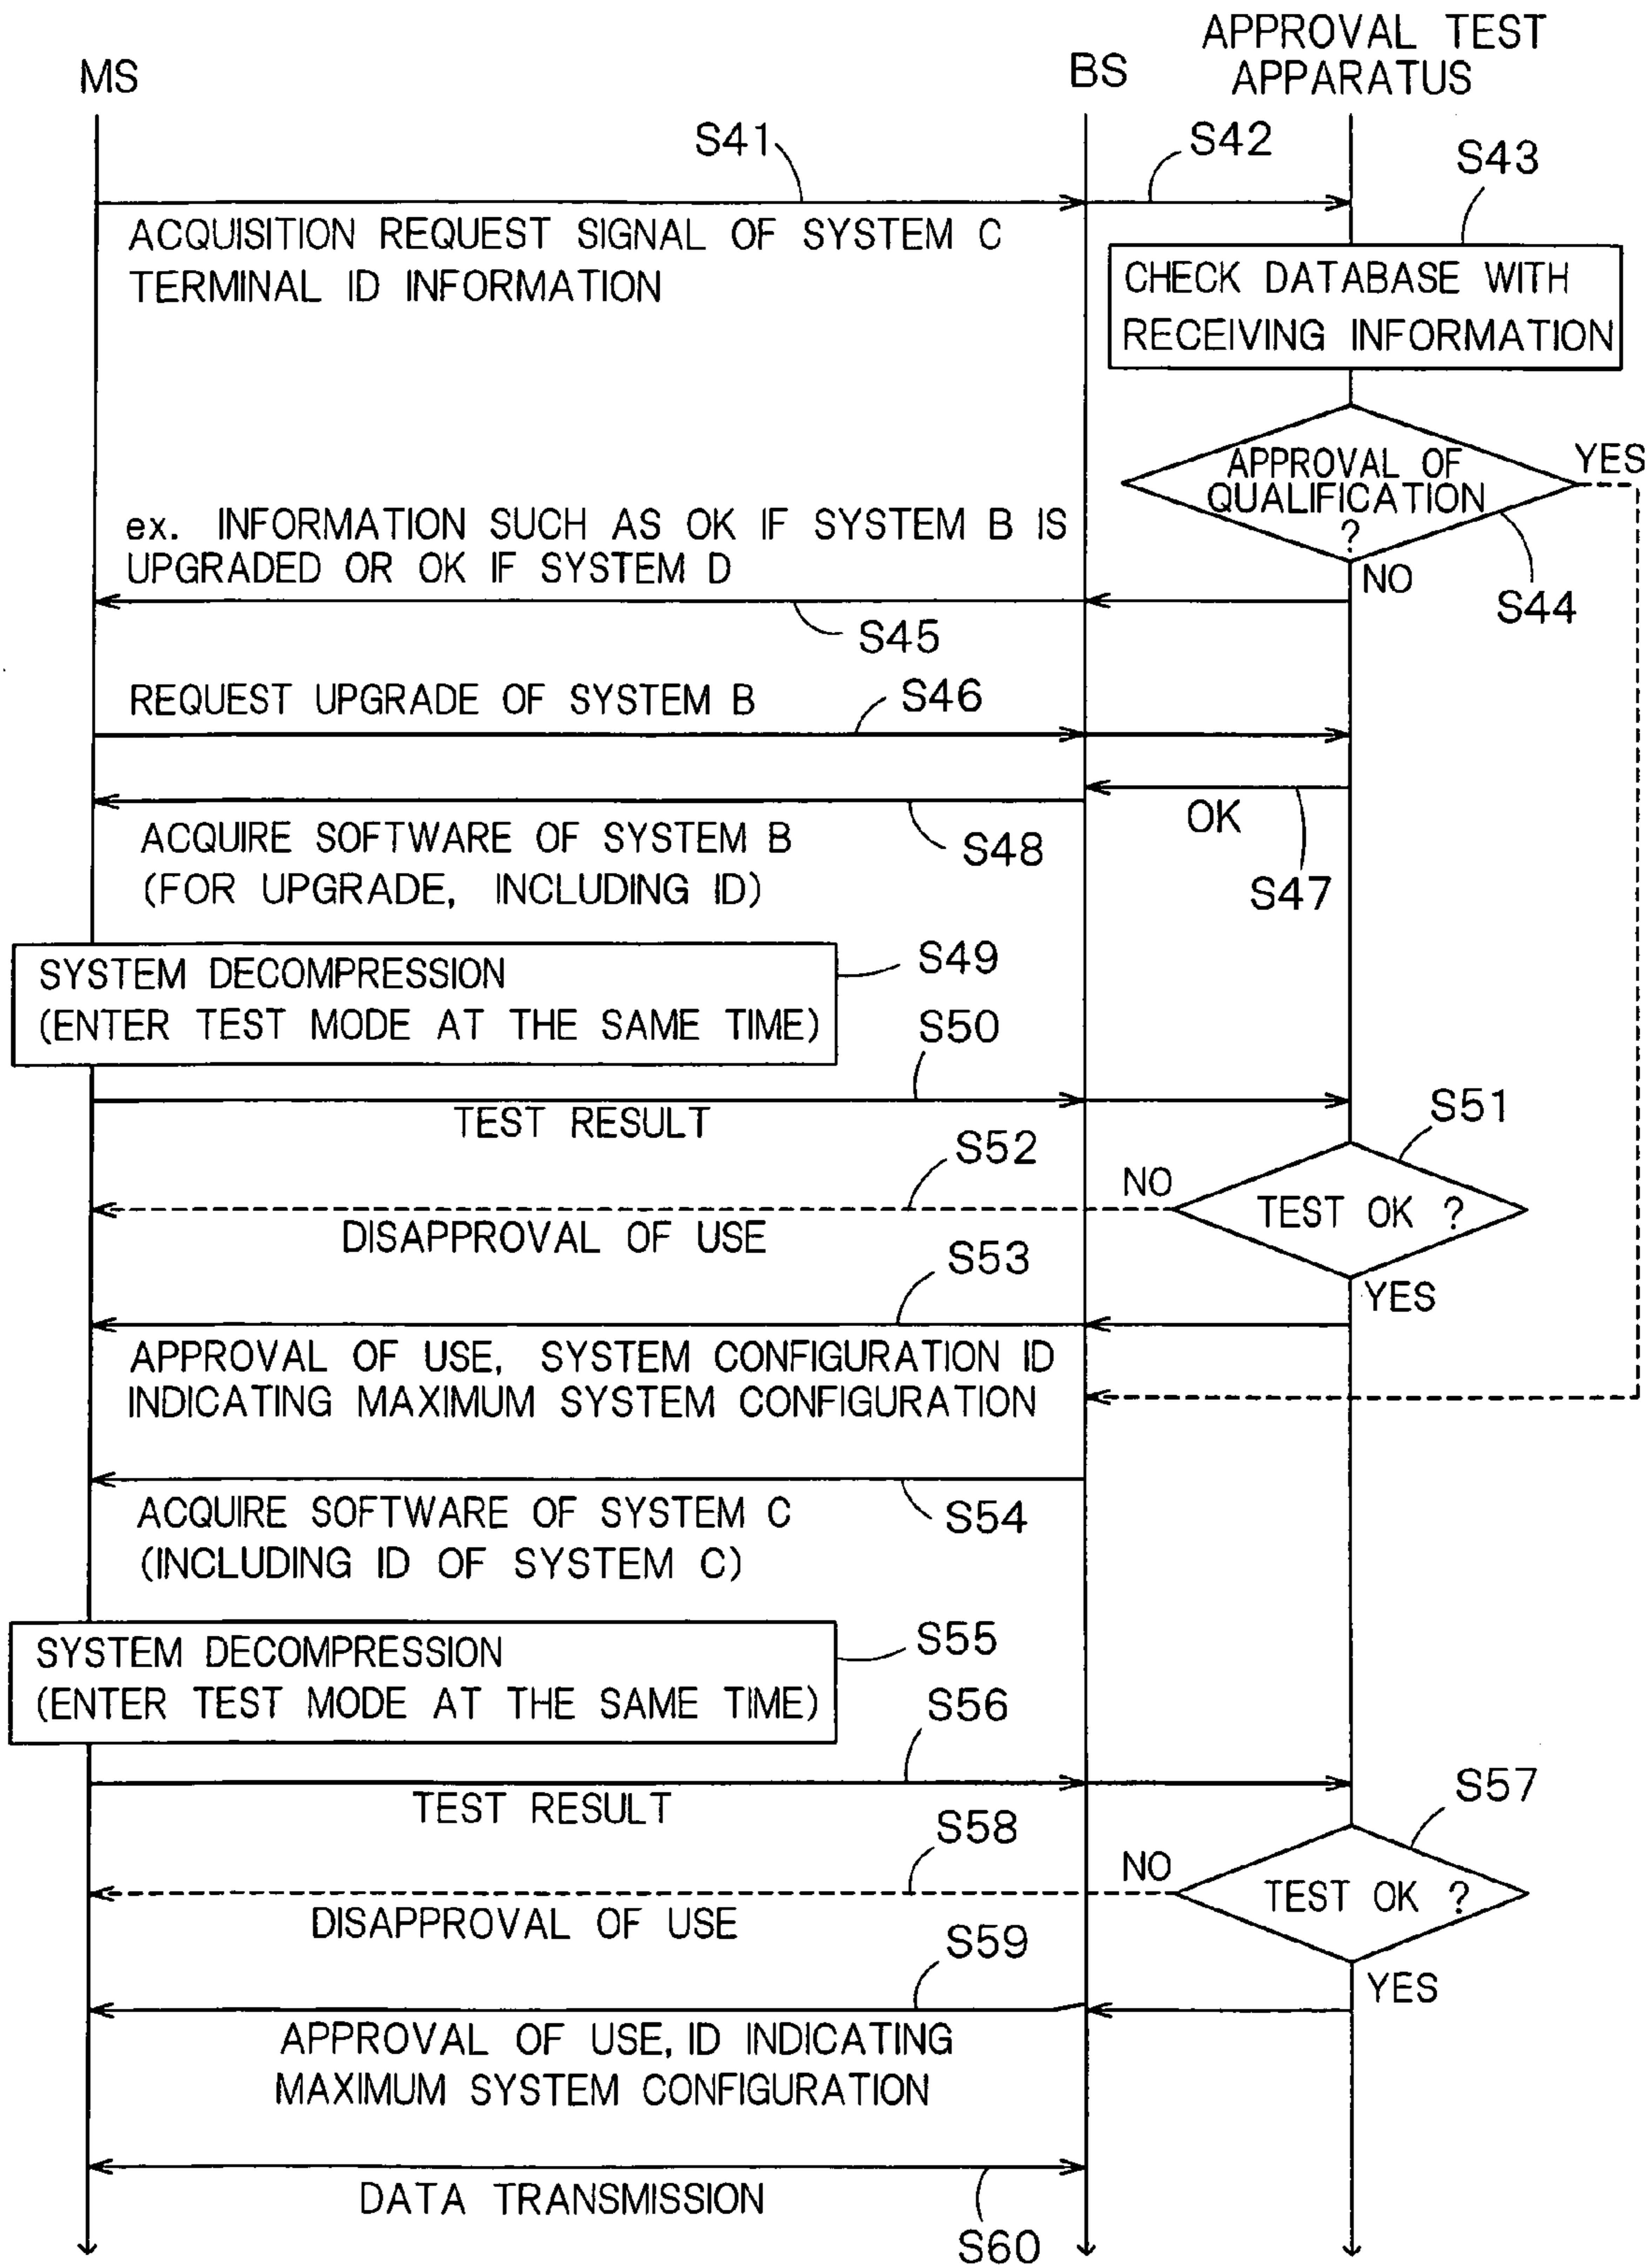 APPROVAL TEST
APPARATUS
MS
BS
S41
S42
S43
ACQUISITION REQUEST SIGNAL OF SYSTEM C
TERMINAL ID INFORMATION
CHECK DATABASE WITH
RECEIVING INFORMATION
APPROVAL OF
QUALIFICATION
?
YES
NO
S44
ex. INFORMATION SUCH AS OK IF SYSTEM B IS
UPGRADED OR OK IF SYSTEM D
S45
REQUEST UPGRADE OF SYSTEM B
S46
OK
S47
ACQUIRE SOFTWARE OF SYSTEM B
(FOR UPGRADE, INCLUDING ID)
S48
SYSTEM DECOMPRESSION
(ENTER TEST MODE AT THE SAME TIME)
S49
S50
TEST RESULT
S51
S52
NO
TEST OK ?
DISAPPROVAL OF USE
YES
S53
APPROVAL OF USE, SYSTEM CONFIGURATION ID
INDICATING MAXIMUM SYSTEM CONFIGURATION
ACQUIRE SOFTWARE OF SYSTEM C
(INCLUDING ID OF SYSTEM C)
S54
SYSTEM DECOMPRESSION
(ENTER TEST MODE AT THE SAME TIME)
S55
S56
TEST RESULT
S57
S58
NO
TEST OK ?
DISAPPROVAL OF USE
YES
S59
APPROVAL OF USE, ID INDICATING
MAXIMUM SYSTEM CONFIGURATION
DATA TRANSMISSION
S60